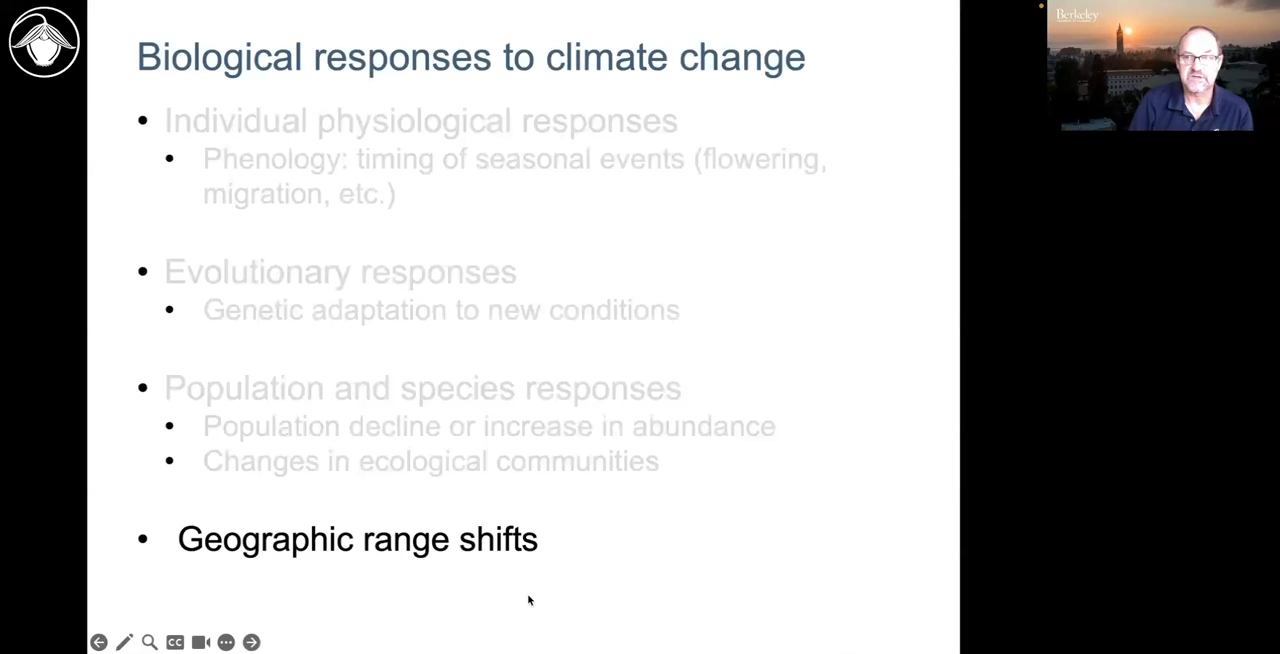 Biological responses to climate change
• Individual physiological responses
• Phenology: timing of seasonal events (flowering,
migration, etc.)
• Evolutionary responses
• Genetic adaptation to new conditions
• Population and species responses
• Population decline or increase in abundance
• Changes in ecological communities
• Geographic range shifts
Berkeley
CC